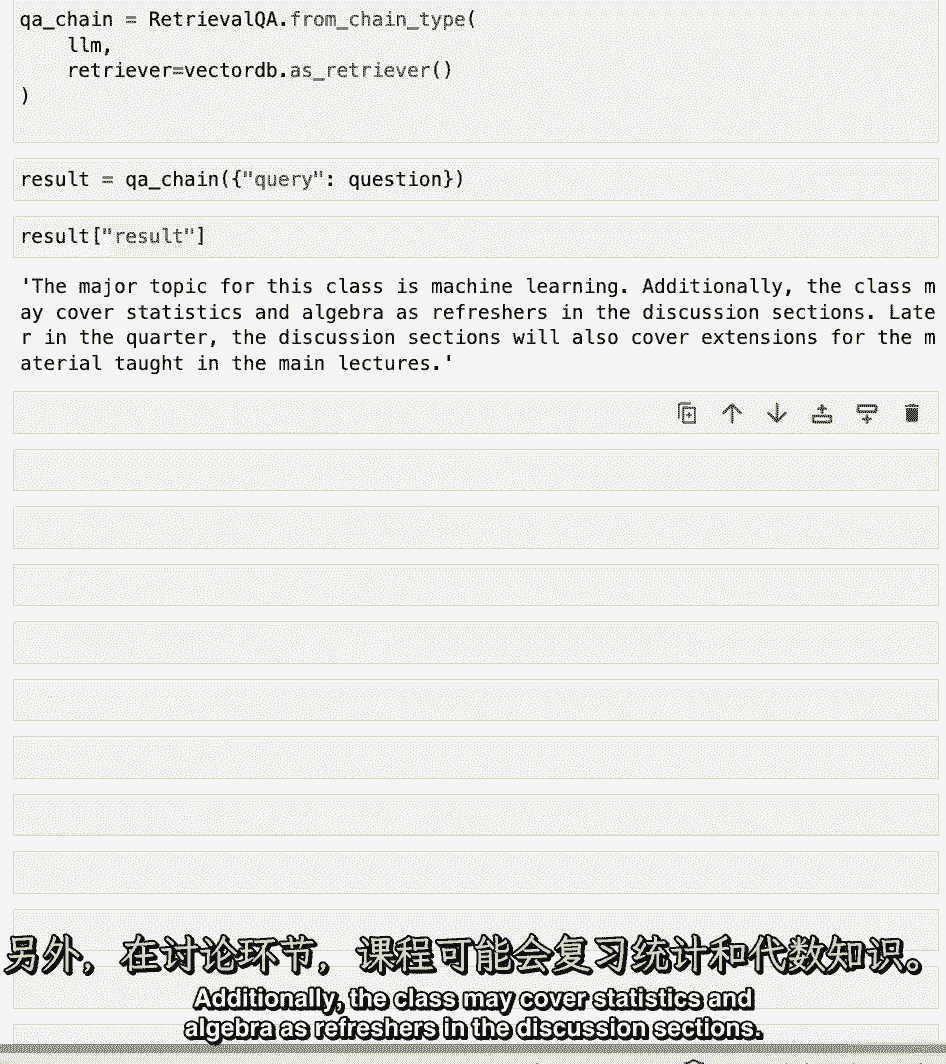 qa_chain = RetrievalQA.from_chain_type(
    llm,
    retriever=vectordb.as_retriever()
)
result = qa_chain({"query": question})
result["result"]
'The major topic for this class is machine learning. Additionally, the class m
ay cover statistics and algebra as refreshers in the discussion sections. Late
r in the quarter, the discussion sections will also cover extensions for the m
aterial taught in the main lectures.'
另外，在讨论环节，课程可能会复习统计和代数知识。
Additionally, the class may cover statistics and
algebra as refreshers in the discussion sections.